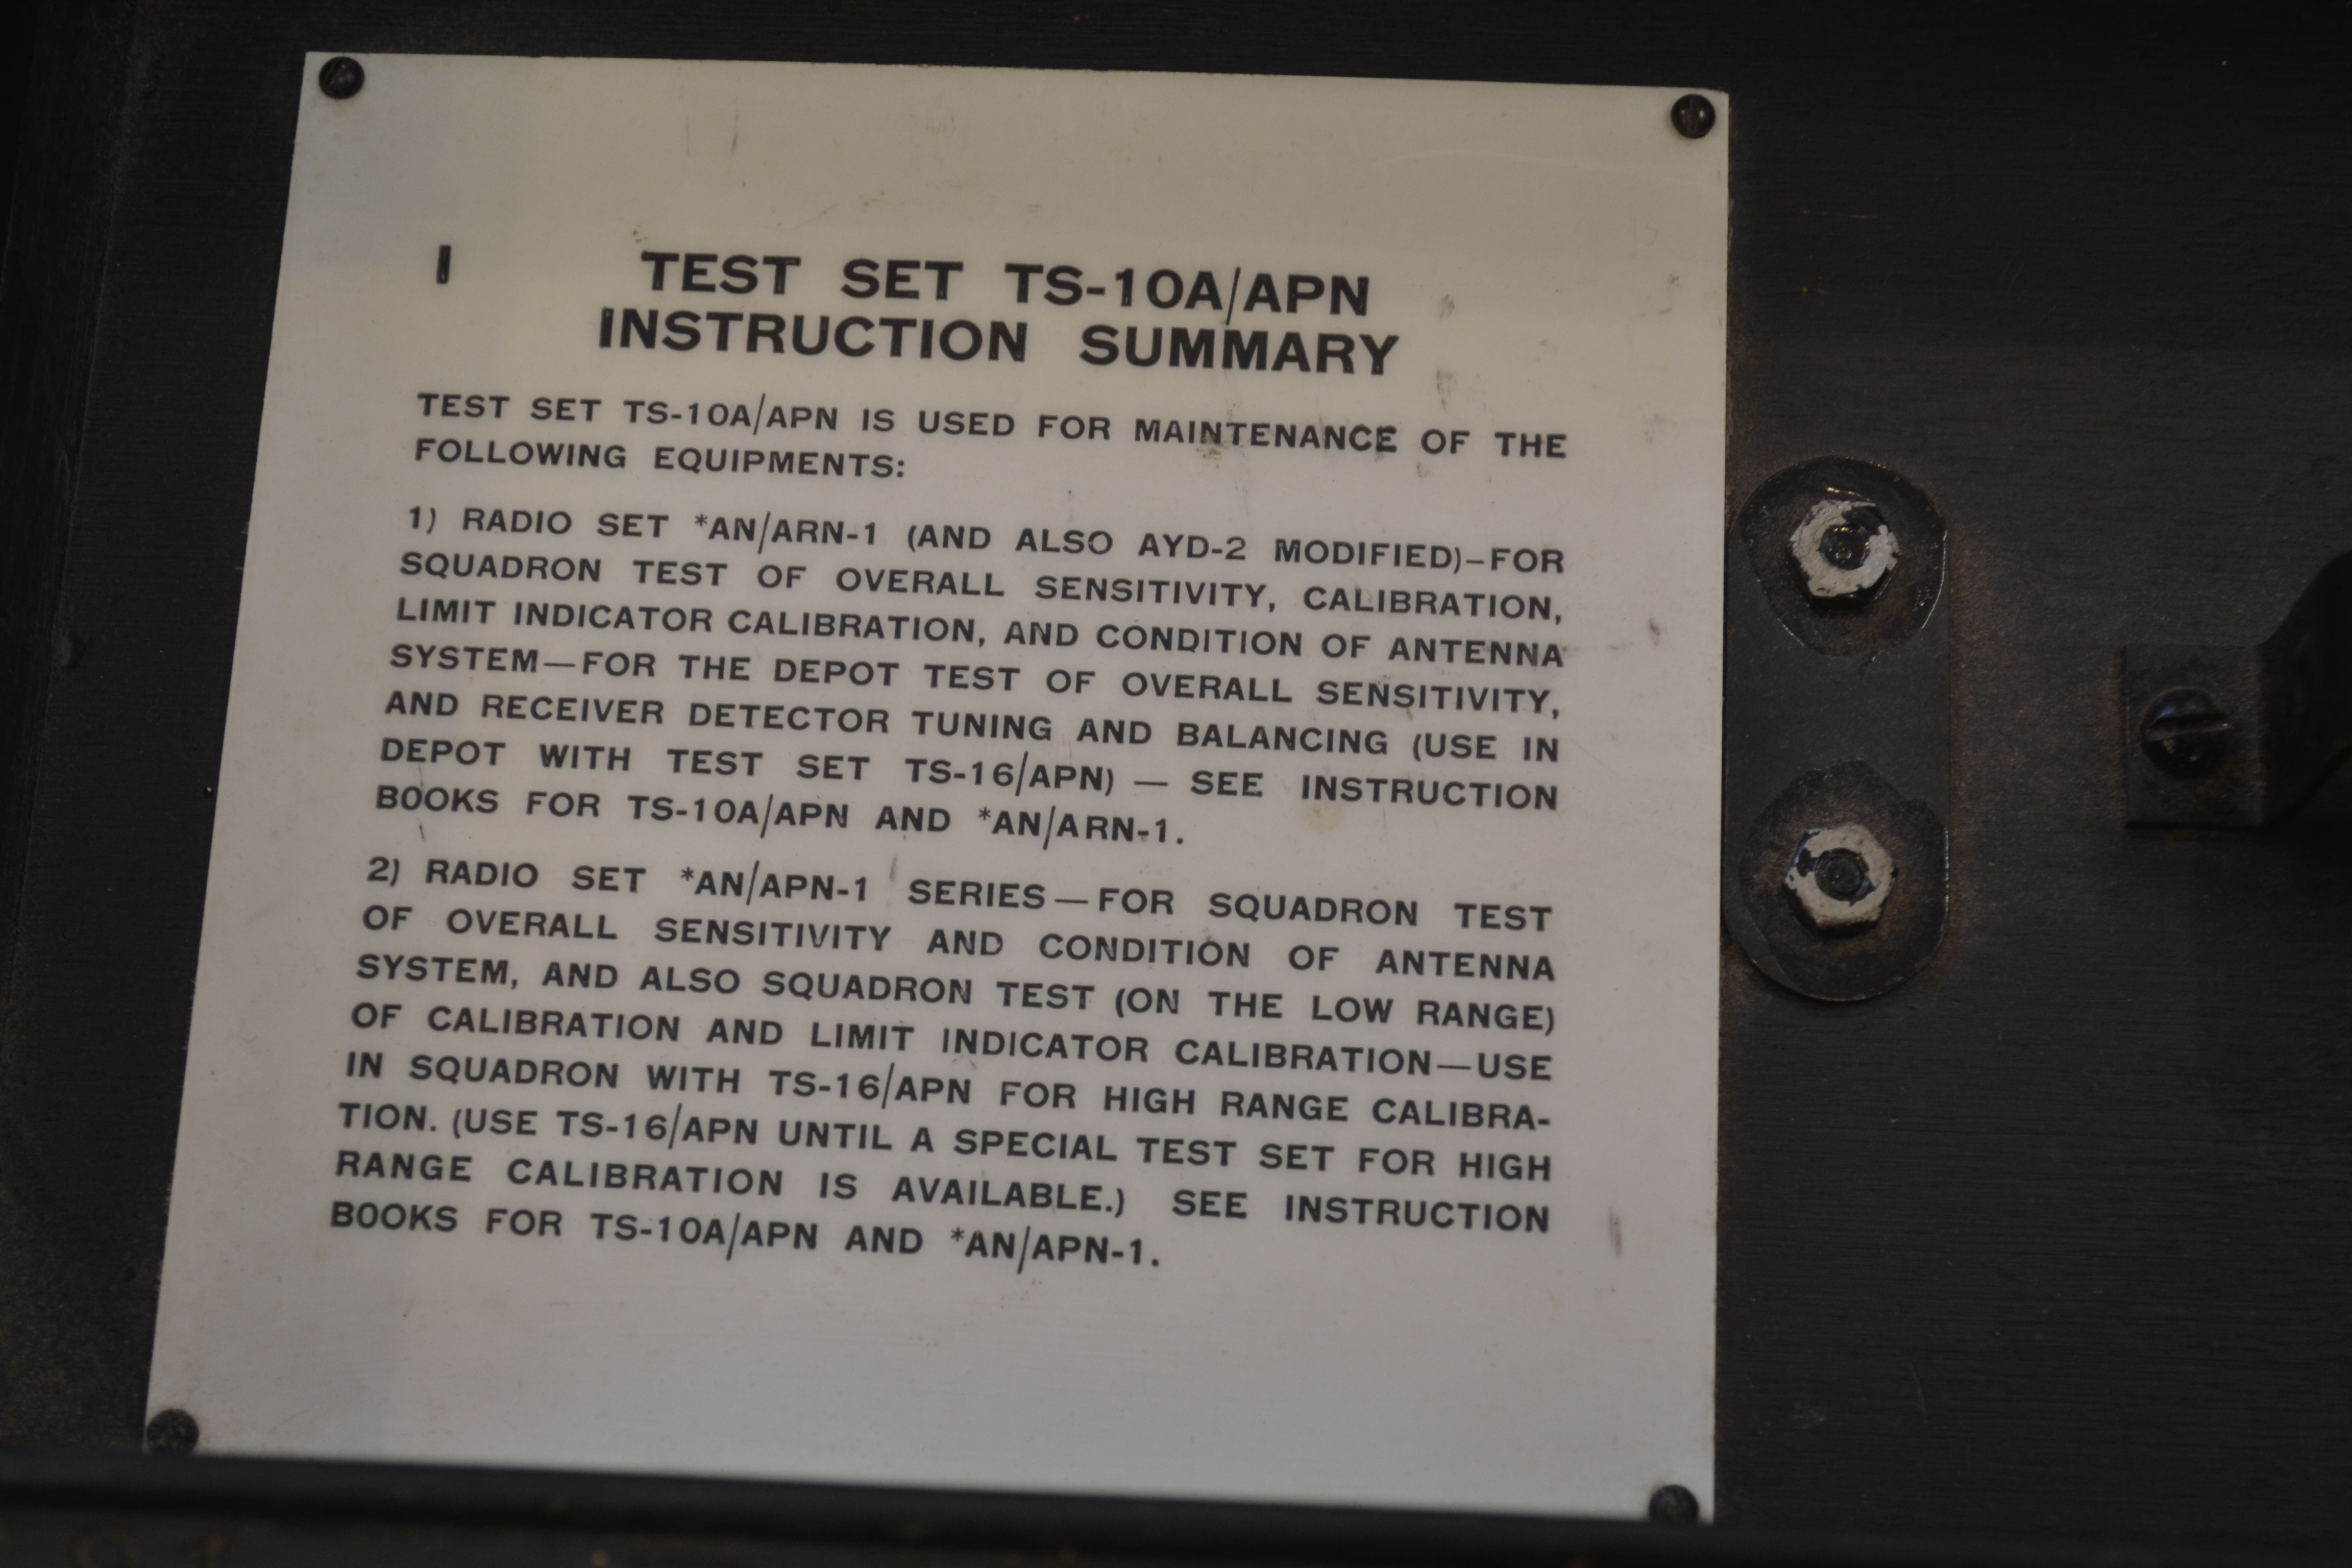 I
TEST SET TS-10A/APN
INSTRUCTION SUMMARY
TEST SET TS-10A/APN IS USED FOR MAINTENANCE OF THE
FOLLOWING EQUIPMENTS:
1) RADIO SET *AN/ARN-1 (AND ALSO AYD-2 MODIFIED)–FOR
SQUADRON TEST OF OVERALL SENSITIVITY, CALIBRATION,
LIMIT INDICATOR CALIBRATION, AND CONDITION OF ANTENNA
SYSTEM—FOR THE DEPOT TEST OF OVERALL SENSITIVITY,
AND RECEIVER DETECTOR TUNING AND BALANCING (USE IN
DEPOT WITH TEST SET TS-16/APN) — SEE INSTRUCTION
BOOKS FOR TS-10A/APN AND *AN/ARN-1.
2) RADIO SET *AN/APN-1 SERIES—FOR SQUADRON TEST
OF OVERALL SENSITIVITY AND CONDITION OF ANTENNA
SYSTEM, AND ALSO SQUADRON TEST (ON THE LOW RANGE)
OF CALIBRATION AND LIMIT INDICATOR CALIBRATION—USE
IN SQUADRON WITH TS-16/APN FOR HIGH RANGE CALIBRA-
TION. (USE TS-16/APN UNTIL A SPECIAL TEST SET FOR HIGH
RANGE CALIBRATION IS AVAILABLE.) SEE INSTRUCTION
BOOKS FOR TS-10A/APN AND *AN/APN-1.